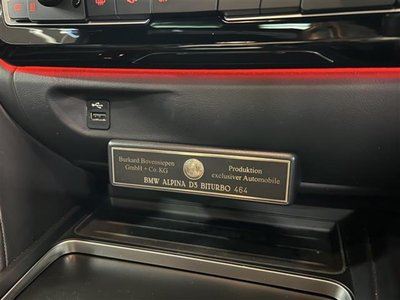 Burkard Bovensiepen
GmbH + Co. KG
Produktion
exclusiver Automobile
BMW ALPINA D3 BITURBO 464